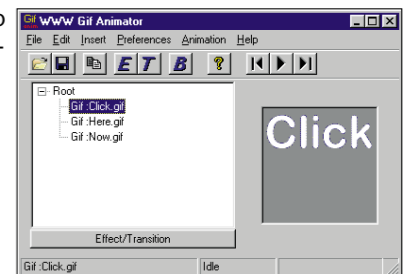 Gif WWW Gif Animator
File Edit Insert Preferences Animation Help
E T B ?
Root
Gif :Click.gif
Gif :Here.gif
Gif :Now.gif
Click
Effect/Transition
Gif :Click.gif Idle